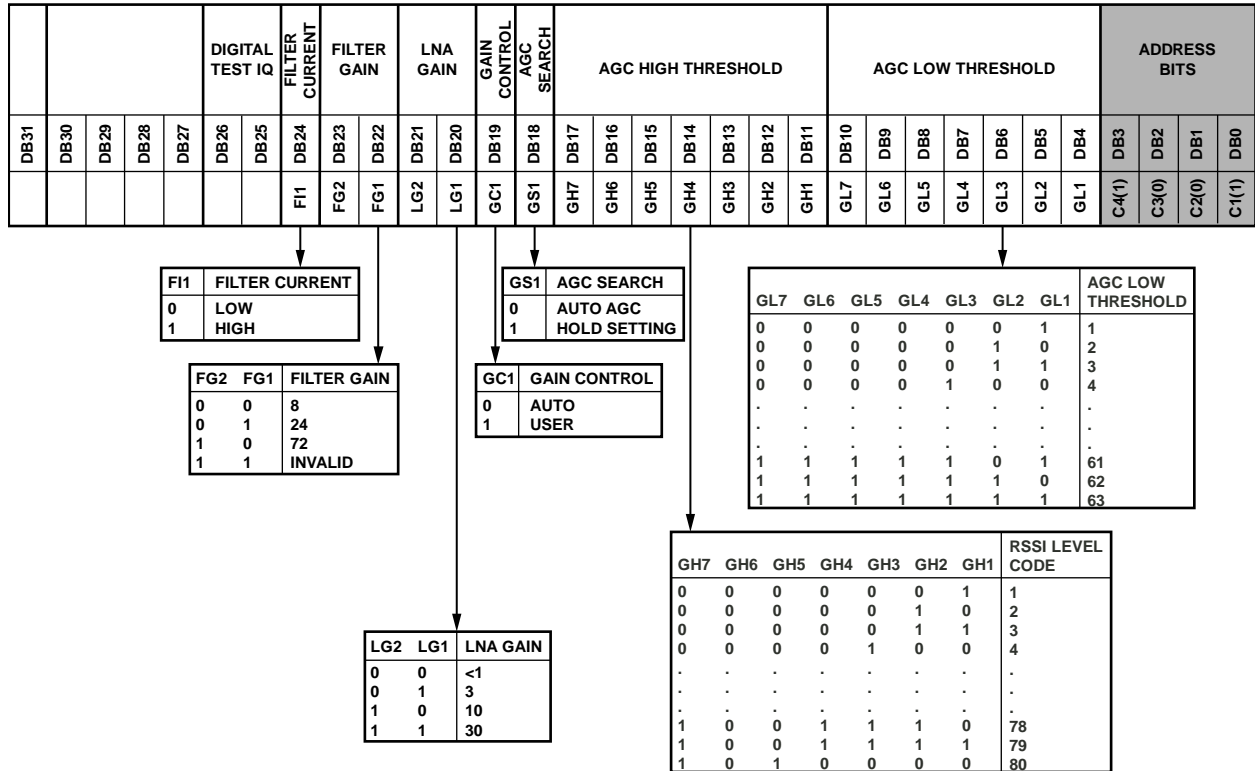 DIGITAL TEST IQ FILTER CURRENT FILTER GAIN LNA GAIN GAIN CONTROL AGC SEARCH AGC HIGH THRESHOLD AGC LOW THRESHOLD ADDRESS BITS
DB31 DB30 DB29 DB28 DB27 DB26 DB25 DB24 DB23 DB22 DB21 DB20 DB19 DB18 DB17 DB16 DB15 DB14 DB13 DB12 DB11 DB10 DB9 DB8 DB7 DB6 DB5 DB4 DB3 DB2 DB1 DB0
FI1 FG2 FG1 LG2 LG1 GC1 GS1 GH7 GH6 GH5 GH4 GH3 GH2 GH1 GL7 GL6 GL5 GL4 GL3 GL2 GL1 C4(1) C3(0) C2(0) C1(1)
FI1 FILTER CURRENT
0 LOW
1 HIGH
GS1 AGC SEARCH
0 AUTO AGC
1 HOLD SETTING
GL7 GL6 GL5 GL4 GL3 GL2 GL1 AGC LOW THRESHOLD
0 0 0 0 0 0 1 1
0 0 0 0 0 1 0 2
0 0 0 0 0 1 1 3
0 0 0 0 1 0 0 4
. . . . . . . .
. . . . . . . .
. . . . . . . .
1 1 1 1 1 0 1 61
1 1 1 1 1 1 0 62
1 1 1 1 1 1 1 63
FG2 FG1 FILTER GAIN
0 0 8
0 1 24
1 0 72
1 1 INVALID
GC1 GAIN CONTROL
0 AUTO
1 USER
GH7 GH6 GH5 GH4 GH3 GH2 GH1 RSSI LEVEL CODE
0 0 0 0 0 0 1 1
0 0 0 0 0 1 0 2
0 0 0 0 0 1 1 3
0 0 0 0 1 0 0 4
. . . . . . . .
. . . . . . . .
. . . . . . . .
1 0 0 1 1 1 0 78
1 0 0 1 1 1 1 79
1 0 1 0 0 0 0 80
LG2 LG1 LNA GAIN
0 0 <1
0 1 3
1 0 10
1 1 30